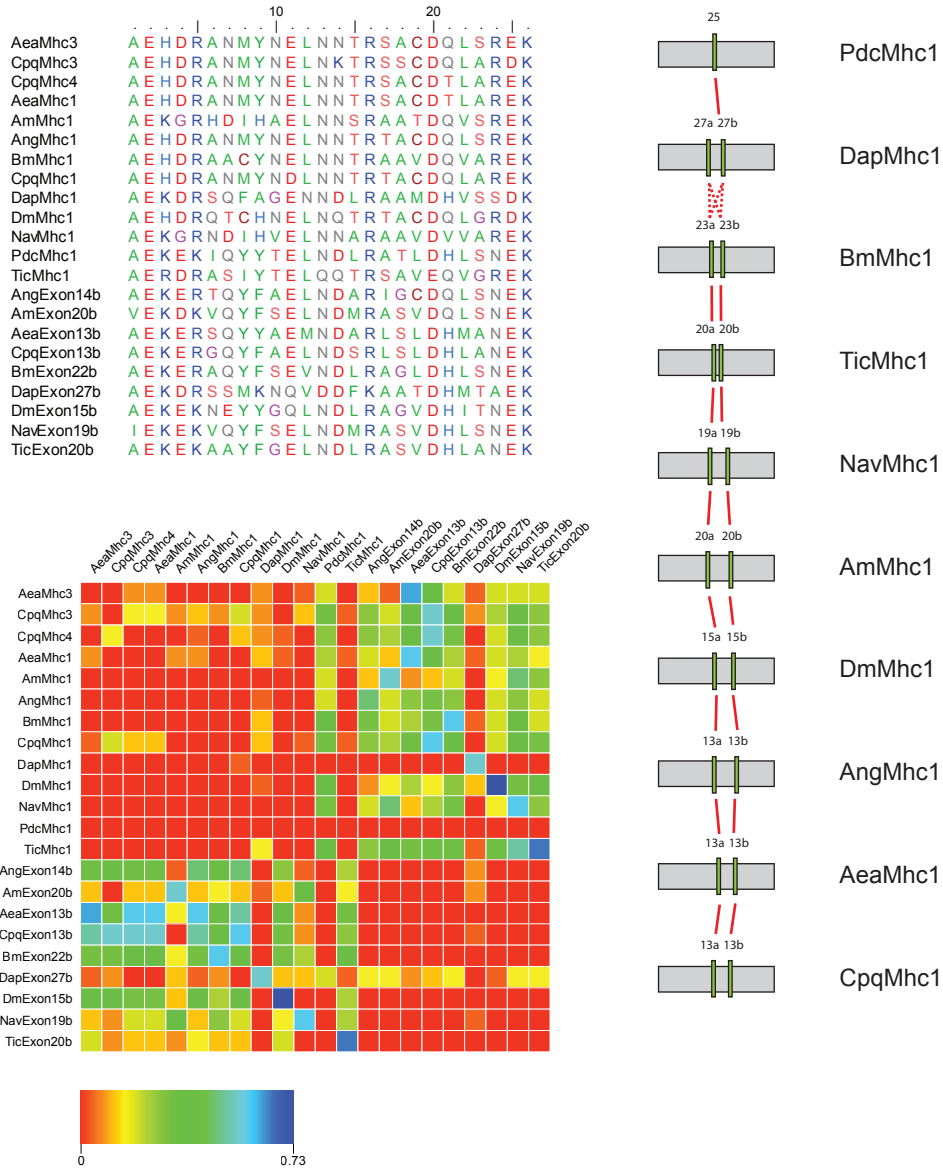 10 20
AeaMhc3 AEHDRANMYNELNNTRSACDQLSREK
CpqMhc3 AEHDRANMYNELNKTRSSCDQLARDK
CpqMhc4 AEHDRANMYNELNNTRSACDTLAREK
AeaMhc1 AEHDRANMYNELNNTRSACDTLAREK
AmMhc1 AEKGRHDIHAELNNSRAATDQVSREK
AngMhc1 AEHDRANMYNELNNTRTACDQLSREK
BmMhc1 AEHDRAACYNELNNTRAAVDQVAREK
CpqMhc1 AEHDRANMYNDLNNTRTACDQLAREK
DapMhc1 AEKDRSQFAGENNDLRAAMDHVSSDK
DmMhc1 AEHDRQTCHNELNQTRTACDQLGRDK
NavMhc1 AEKGRNDIHVELNNARAAVDVVAREK
PdcMhc1 AEKEKIQYYTELNDLRATLDHLSNEK
TicMhc1 AERDRASIYTELQQTRSAVEQVGREK
AngExon14b AEKERTQYFAELNDARIGCDQLSNEK
AmExon20b VEKDKVQYFSELNDMRASVDQLSNEK
AeaExon13b AEKERSQYYAEMNDARLSLDHMANEK
CpqExon13b AEKERGQYFAELNDSRLSLDHLANEK
BmExon22b AEKERAQYFSEVNDLRAGLDHLSNEK
DapExon27b AEKDRSSMKNQVDDFKAATDHMTAEK
DmExon15b AEKEKNEYYGQLNDLRAGVDHITNEK
NavExon19b IEKEKVQYFSELNDMRASVDHLSNEK
TicExon20b AEKEKAAYFGELNDLRASVDHLANEK
AeaMhc3 CpqMhc3 CpqMhc4 AeaMhc1 AmMhc1 AngMhc1 BmMhc1 CpqMhc1 DapMhc1 DmMhc1 NavMhc1 PdcMhc1 TicMhc1 AngExon14b AmExon20b AeaExon13b CpqExon13b BmExon22b DapExon27b DmExon15b NavExon19b TicExon20b
AeaMhc3
CpqMhc3
CpqMhc4
AeaMhc1
AmMhc1
AngMhc1
BmMhc1
CpqMhc1
DapMhc1
DmMhc1
NavMhc1
PdcMhc1
TicMhc1
AngExon14b
AmExon20b
AeaExon13b
CpqExon13b
BmExon22b
DapExon27b
DmExon15b
NavExon19b
TicExon20b
0 0.73
25
PdcMhc1
27a 27b
DapMhc1
23a 23b
BmMhc1
20a 20b
TicMhc1
19a 19b
NavMhc1
20a 20b
AmMhc1
15a 15b
DmMhc1
13a 13b
AngMhc1
13a 13b
AeaMhc1
13a 13b
CpqMhc1